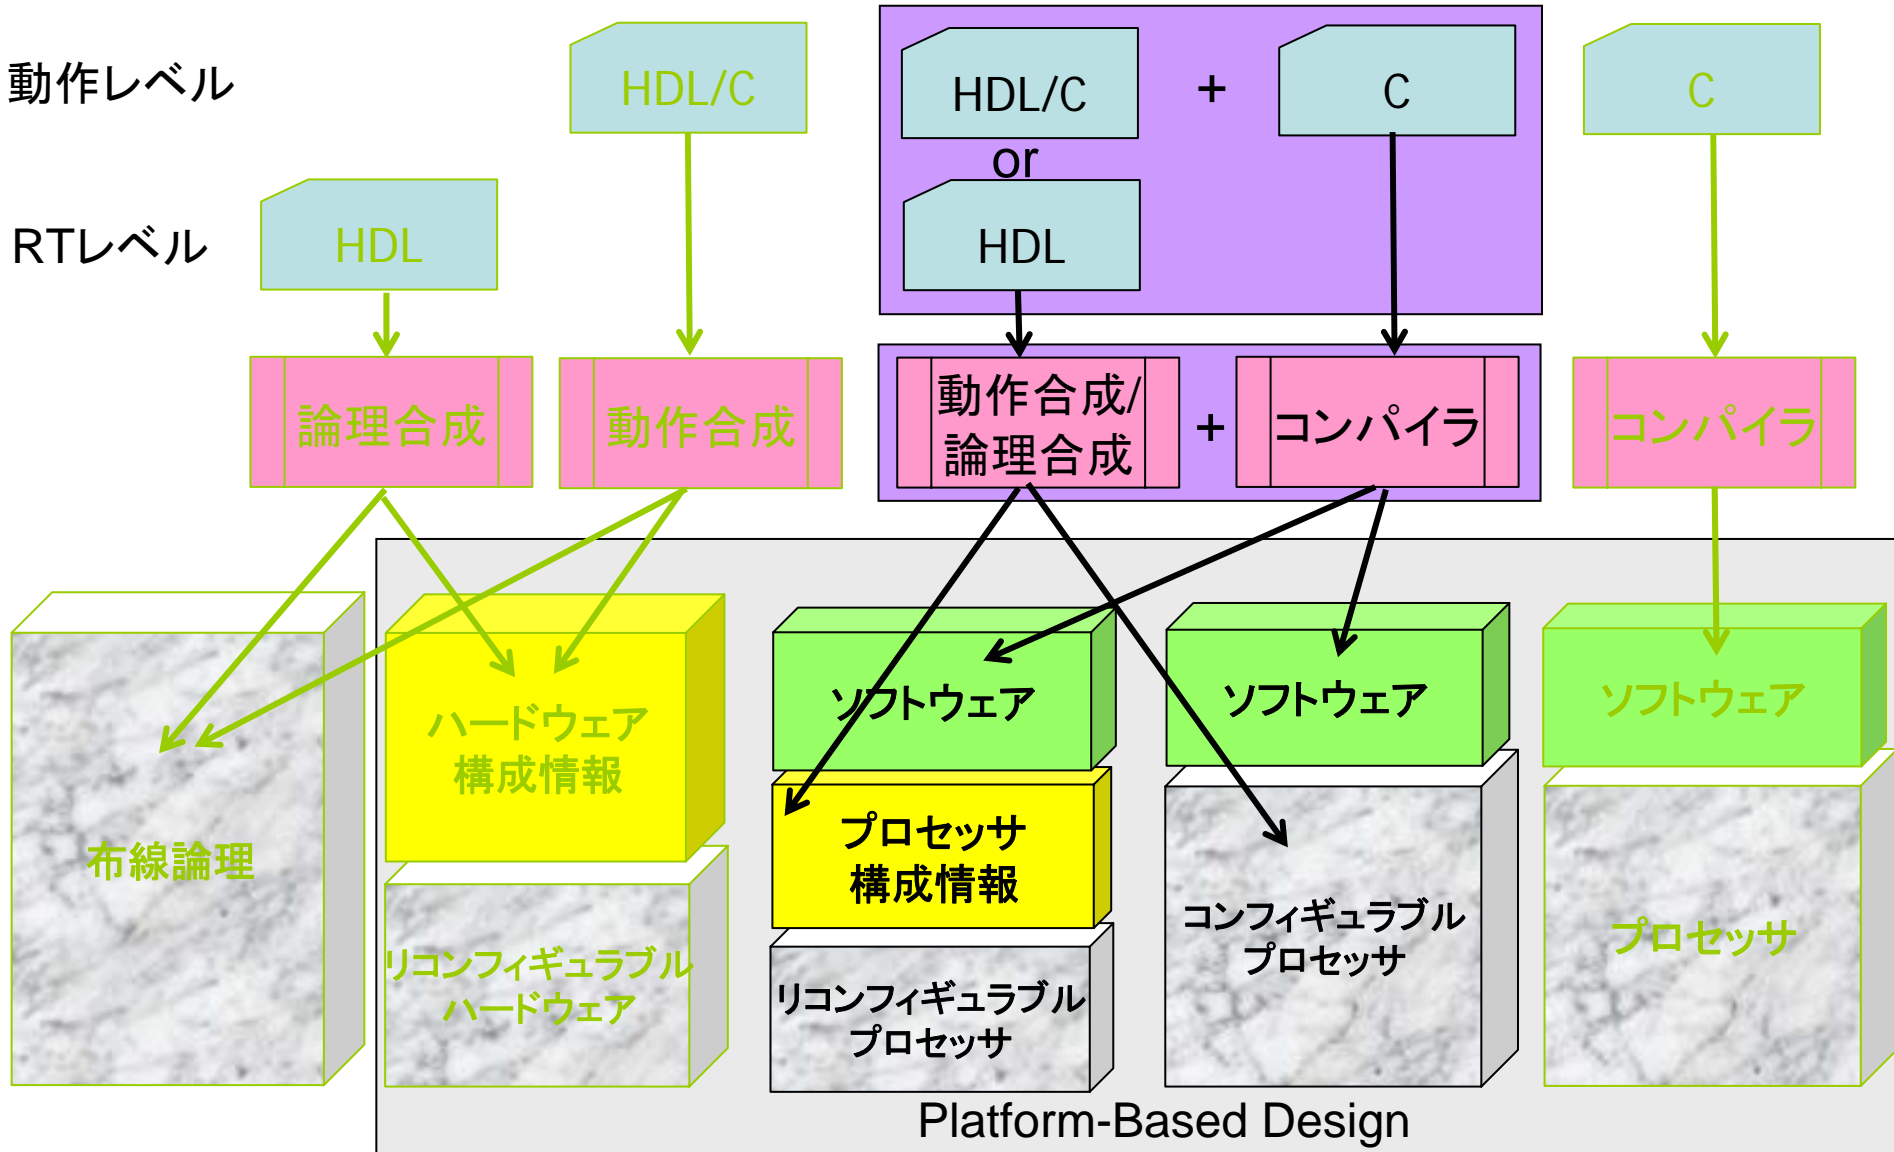 動作レベル
HDL/C
HDL/C
+
C
C
or
RTレベル
HDL
HDL
論理合成
動作合成
動作合成/
論理合成
+
コンパイラ
コンパイラ
ハードウェア
構成情報
ソフトウェア
ソフトウェア
ソフトウェア
布線論理
プロセッサ
構成情報
コンフィギュラブル
プロセッサ
プロセッサ
リコンフィギュラブル
ハードウェア
リコンフィギュラブル
プロセッサ
Platform-Based Design